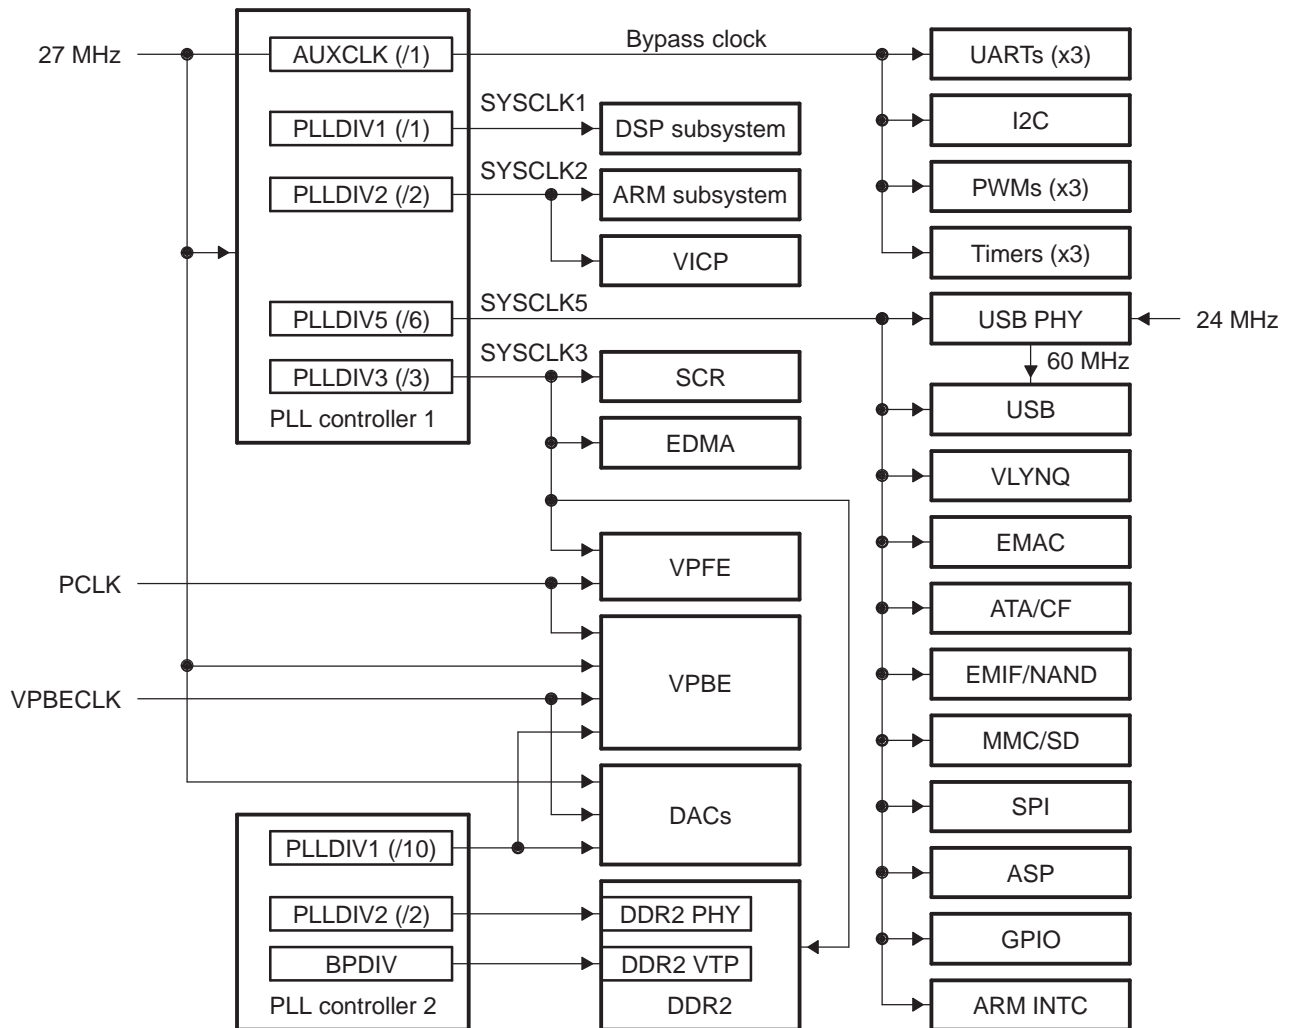 27 MHz
AUXCLK (/1)
Bypass clock
UARTs (x3)
SYSCLK1
PLLDIV1 (/1)
DSP subsystem
I2C
SYSCLK2
PLLDIV2 (/2)
ARM subsystem
PWMs (x3)
VICP
Timers (x3)
SYSCLK5
PLLDIV5 (/6)
USB PHY
24 MHz
SYSCLK3
60 MHz
PLLDIV3 (/3)
SCR
PLL controller 1
USB
EDMA
VLYNQ
EMAC
VPFE
PCLK
ATA/CF
EMIF/NAND
VPBE
VPBECLK
MMC/SD
SPI
DACs
PLLDIV1 (/10)
ASP
PLLDIV2 (/2)
DDR2 PHY
GPIO
BPDIV
DDR2 VTP
PLL controller 2
DDR2
ARM INTC